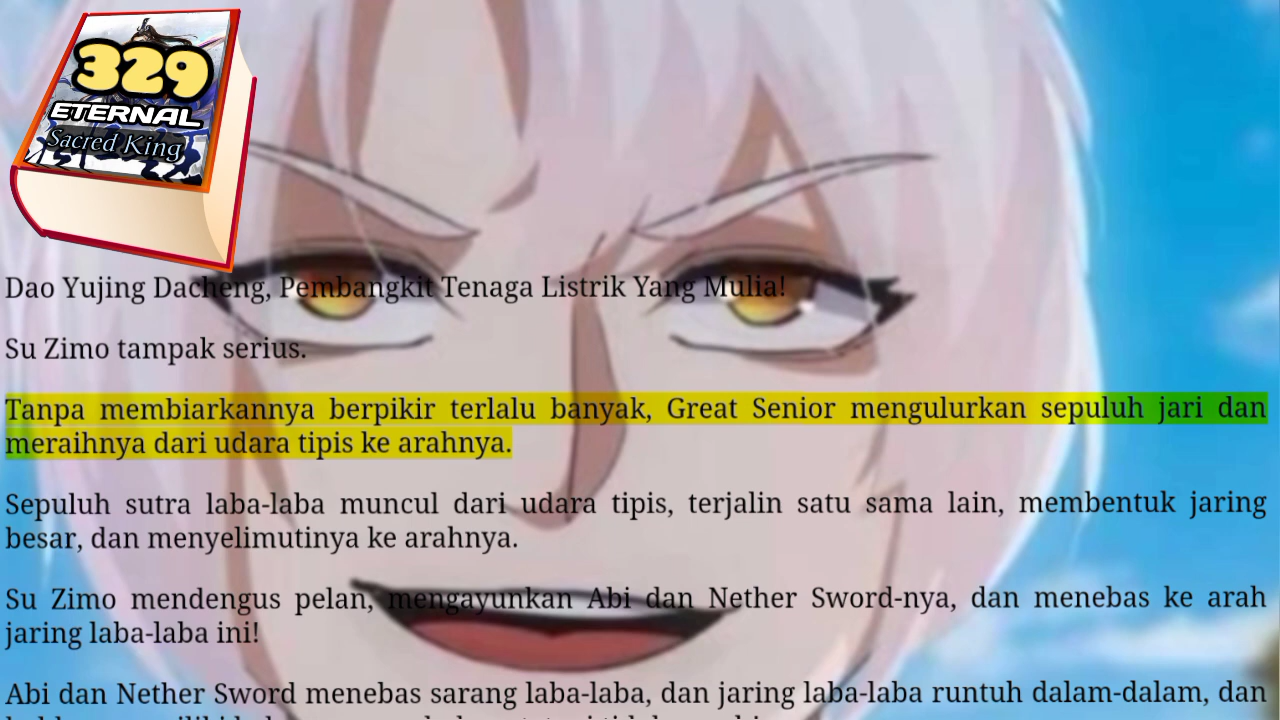 329
ETERNAL
Sacred King
Dao Yujing Dacheng, Pembangkit Tenaga Listrik Yang Mulia!
Su Zimo tampak serius.
Tanpa membiarkannya berpikir terlalu banyak, Great Senior mengulurkan sepuluh jari dan
meraihnya dari udara tipis ke arahnya.
Sepuluh sutra laba-laba muncul dari udara tipis, terjalin satu sama lain, membentuk jaring
besar, dan menyelimutinya ke arahnya.
Su Zimo mendengus pelan, mengayunkan Abi dan Nether Sword-nya, dan menebas ke arah
jaring laba-laba ini!
Abi dan Nether Sword menebas sarang laba-laba, dan jaring laba-laba runtuh dalam-dalam, dan